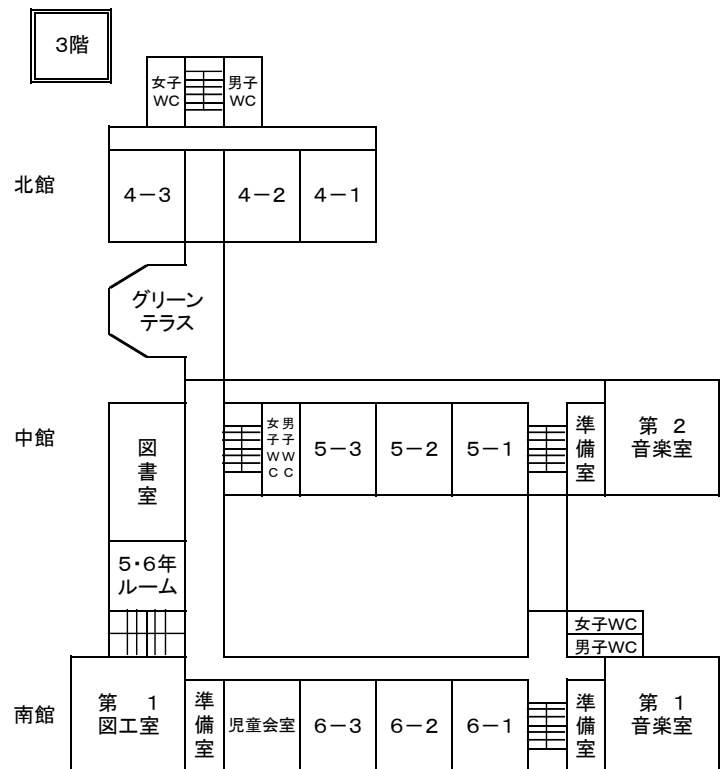 3階
女子
WC
男子
WC
北館
4－3
4－2
4－1
グリーン
テラス
中館
図書室
女子WC
男子WC
5－3
5－2
5－1
準備室
第 2
音楽室
5・6年
ルーム
女子WC
男子WC
南館
第 1
図工室
準備室
児童会室
6－3
6－2
6－1
準備室
第 1
音楽室